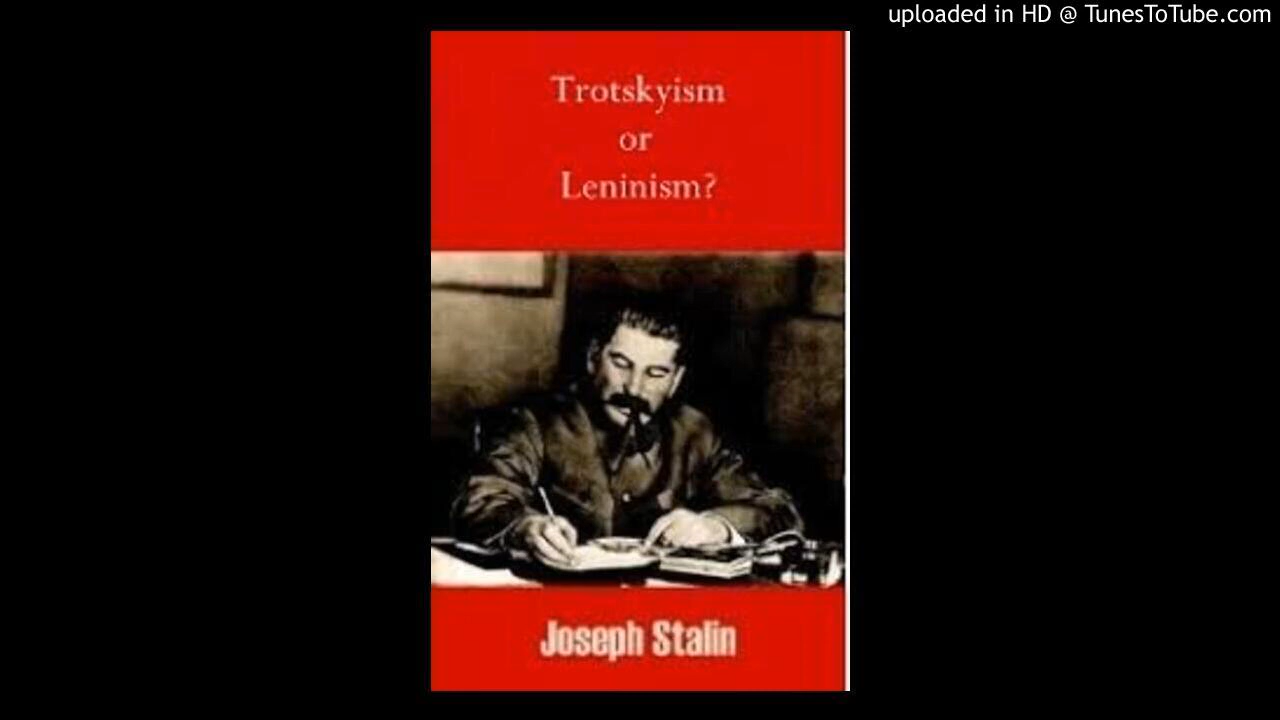 uploaded in HD @ TunesToTube.com
Trotskyism
or
Leninism?
Joseph Stalin